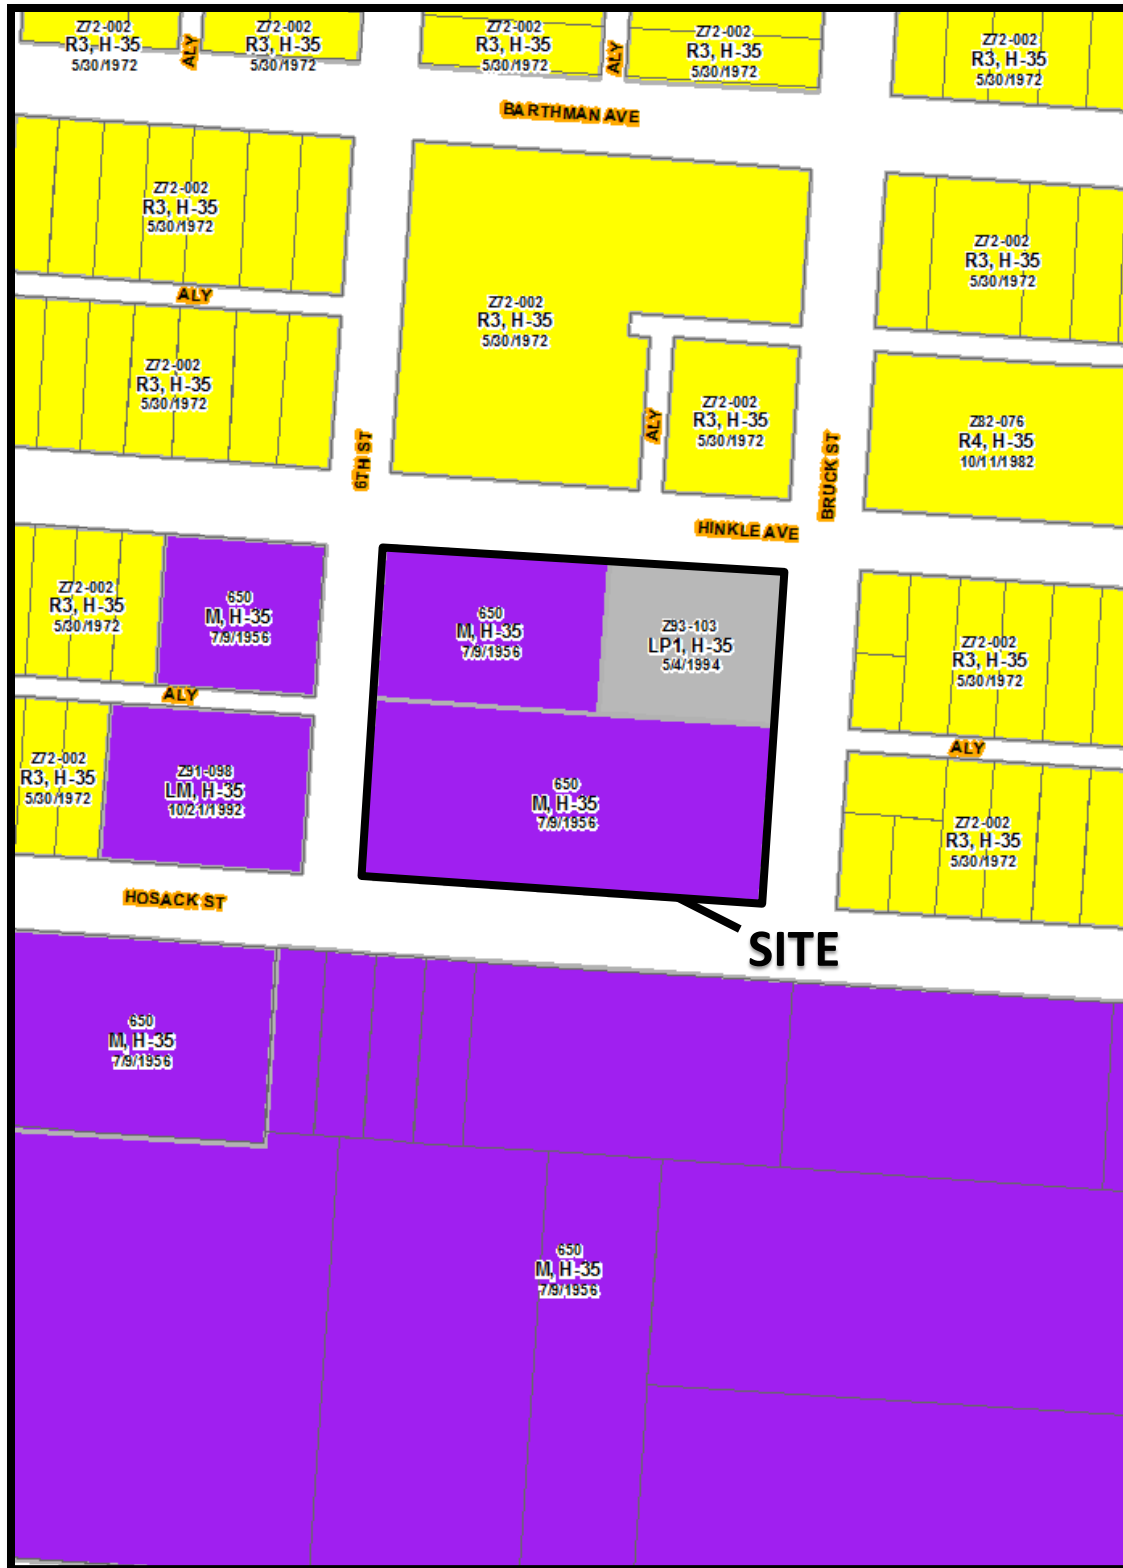 Z72-002
R3, H-35
5/30/1972
ALY
Z72-002
R3, H-35
5/30/1972
Z72-002
R3, H-35
5/30/1972
ALY
Z72-002
R3, H-35
5/30/1972
Z72-002
R3, H-35
5/30/1972
BARTHMAN AVE
Z72-002
R3, H-35
5/30/1972
ALY
Z72-002
R3, H-35
5/30/1972
Z72-002
R3, H-35
5/30/1972
Z72-002
R3, H-35
5/30/1972
6TH ST
Z72-002
R3, H-35
5/30/1972
ALY
BRUCK ST
Z82-076
R4, H-35
10/11/1982
HINKLE AVE
Z72-002
R3, H-35
5/30/1972
650
M, H-35
7/9/1956
650
M, H-35
7/9/1956
Z93-103
LP1, H-35
5/4/1994
Z72-002
R3, H-35
5/30/1972
ALY
ALY
Z72-002
R3, H-35
5/30/1972
Z91-098
LM, H-35
10/21/1992
650
M, H-35
7/9/1956
Z72-002
R3, H-35
5/30/1972
HOSACK ST
SITE
650
M, H-35
7/9/1956
650
M, H-35
7/9/1956